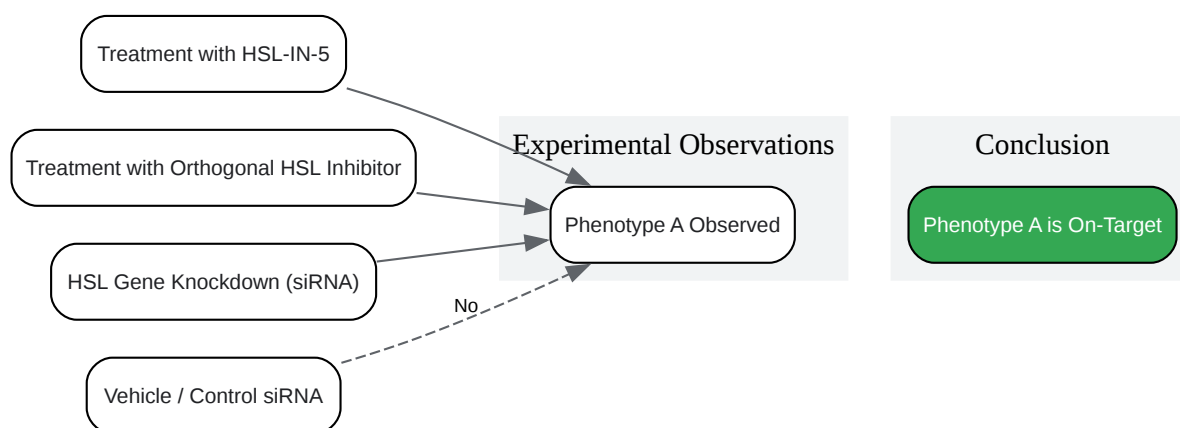 Treatment with HSL-IN-5
Treatment with Orthogonal HSL Inhibitor
HSL Gene Knockdown (siRNA)
Vehicle / Control siRNA
No
Experimental Observations
Phenotype A Observed
Conclusion
Phenotype A is On-Target